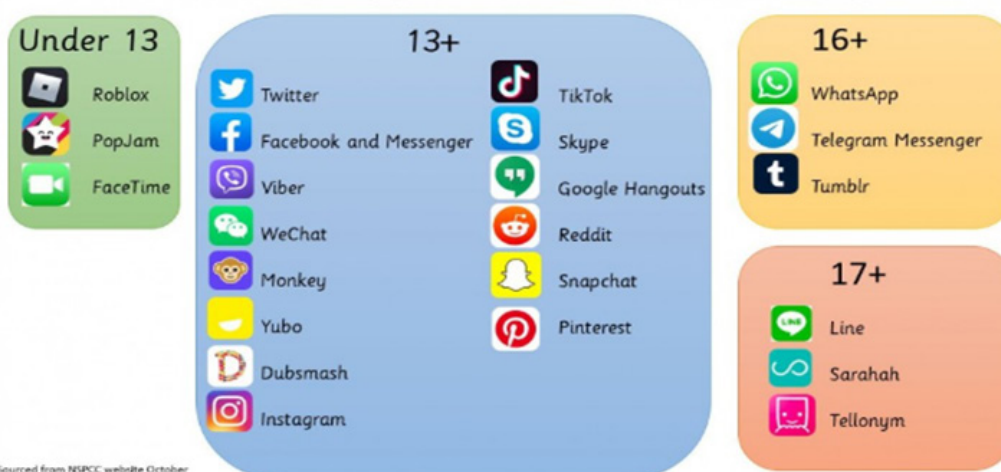 Under 13
Roblox
PopJam
FaceTime
13+
Twitter
Facebook and Messenger
Viber
WeChat
Monkey
Yubo
Dubsmash
Instagram
TikTok
Skype
Google Hangouts
Reddit
Snapchat
Pinterest
16+
WhatsApp
Telegram Messenger
t
Tumblr
17+
LINE
Line
Sarahah
Tellonym
Sourced from NSPCC website October